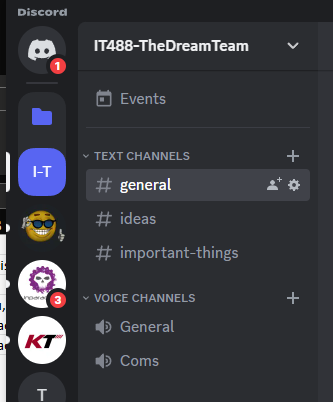 Discord
1
IT488-TheDreamTeam
Events
I-T
TEXT CHANNELS
general
ideas
important-things
3
VOICE CHANNELS
General
KT
Coms
T